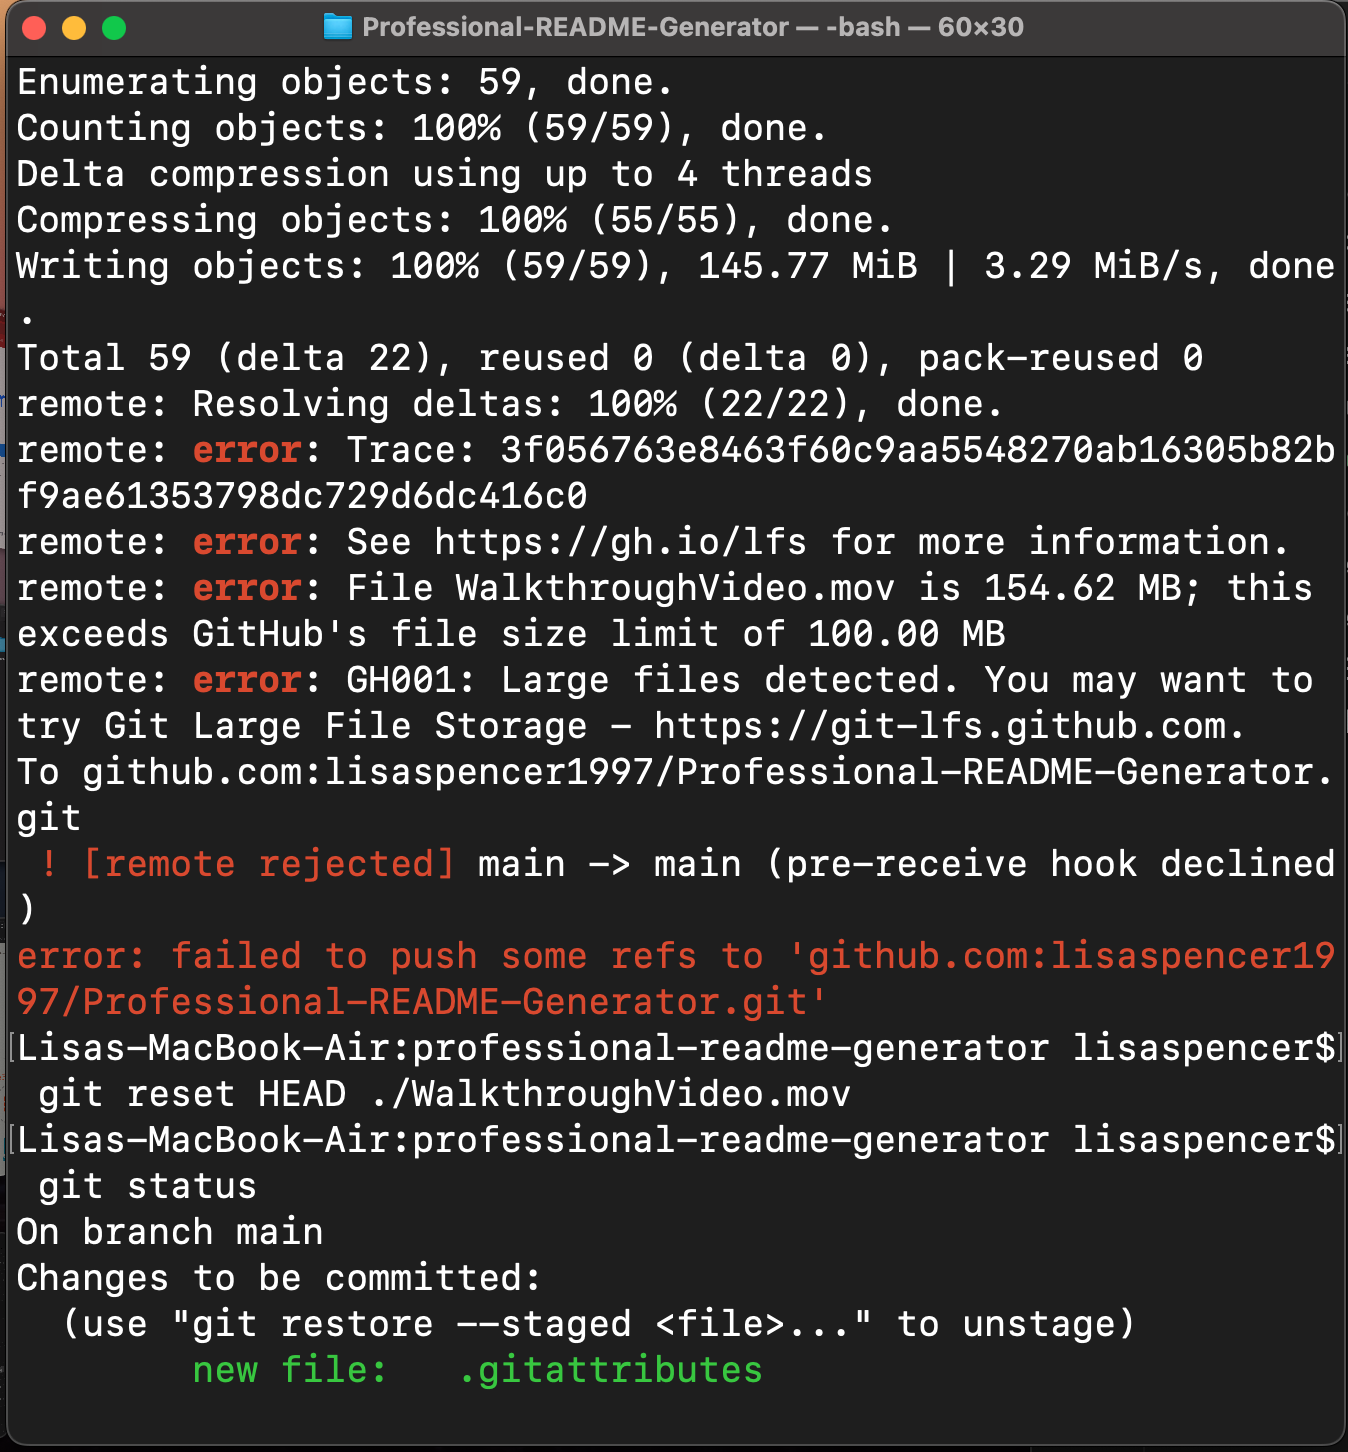 Professional-README-Generator — -bash — 60×30
Enumerating objects: 59, done.
Counting objects: 100% (59/59), done.
Delta compression using up to 4 threads
Compressing objects: 100% (55/55), done.
Writing objects: 100% (59/59), 145.77 MiB | 3.29 MiB/s, done
.
Total 59 (delta 22), reused 0 (delta 0), pack-reused 0
remote: Resolving deltas: 100% (22/22), done.
remote: error: Trace: 3f056763e8463f60c9aa5548270ab16305b82b
f9ae61353798dc729d6dc416c0
remote: error: See https://gh.io/lfs for more information.
remote: error: File WalkthroughVideo.mov is 154.62 MB; this
exceeds GitHub's file size limit of 100.00 MB
remote: error: GH001: Large files detected. You may want to
try Git Large File Storage - https://git-lfs.github.com.
To github.com:lisaspencer1997/Professional-README-Generator.
git
 ! [remote rejected] main -> main (pre-receive hook declined
)
error: failed to push some refs to 'github.com:lisaspencer19
97/Professional-README-Generator.git'
[Lisas-MacBook-Air:professional-readme-generator lisaspencer$]
 git reset HEAD ./WalkthroughVideo.mov
[Lisas-MacBook-Air:professional-readme-generator lisaspencer$]
 git status
On branch main
Changes to be committed:
  (use "git restore --staged <file>..." to unstage)
        new file:   .gitattributes